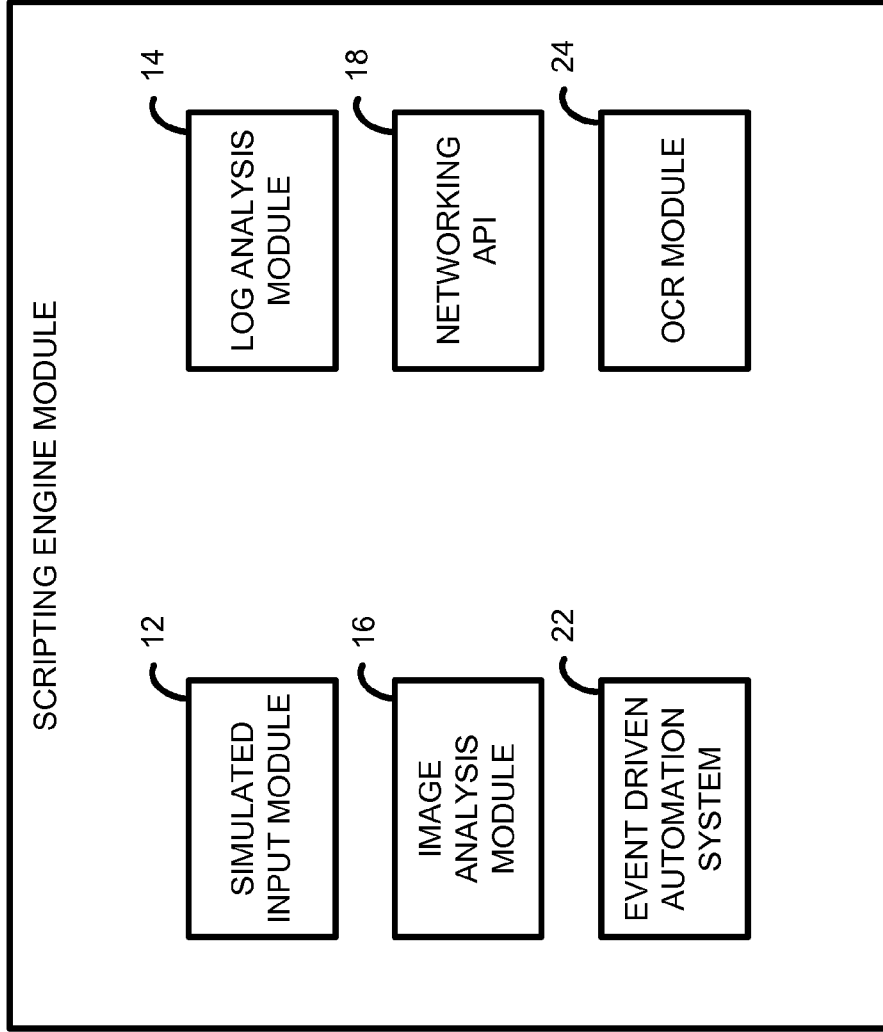 SCRIPTING ENGINE MODULE
12
SIMULATED
INPUT MODULE
14
LOG ANALYSIS
MODULE
16
IMAGE
ANALYSIS
MODULE
18
NETWORKING
API
22
EVENT DRIVEN
AUTOMATION
SYSTEM
24
OCR MODULE